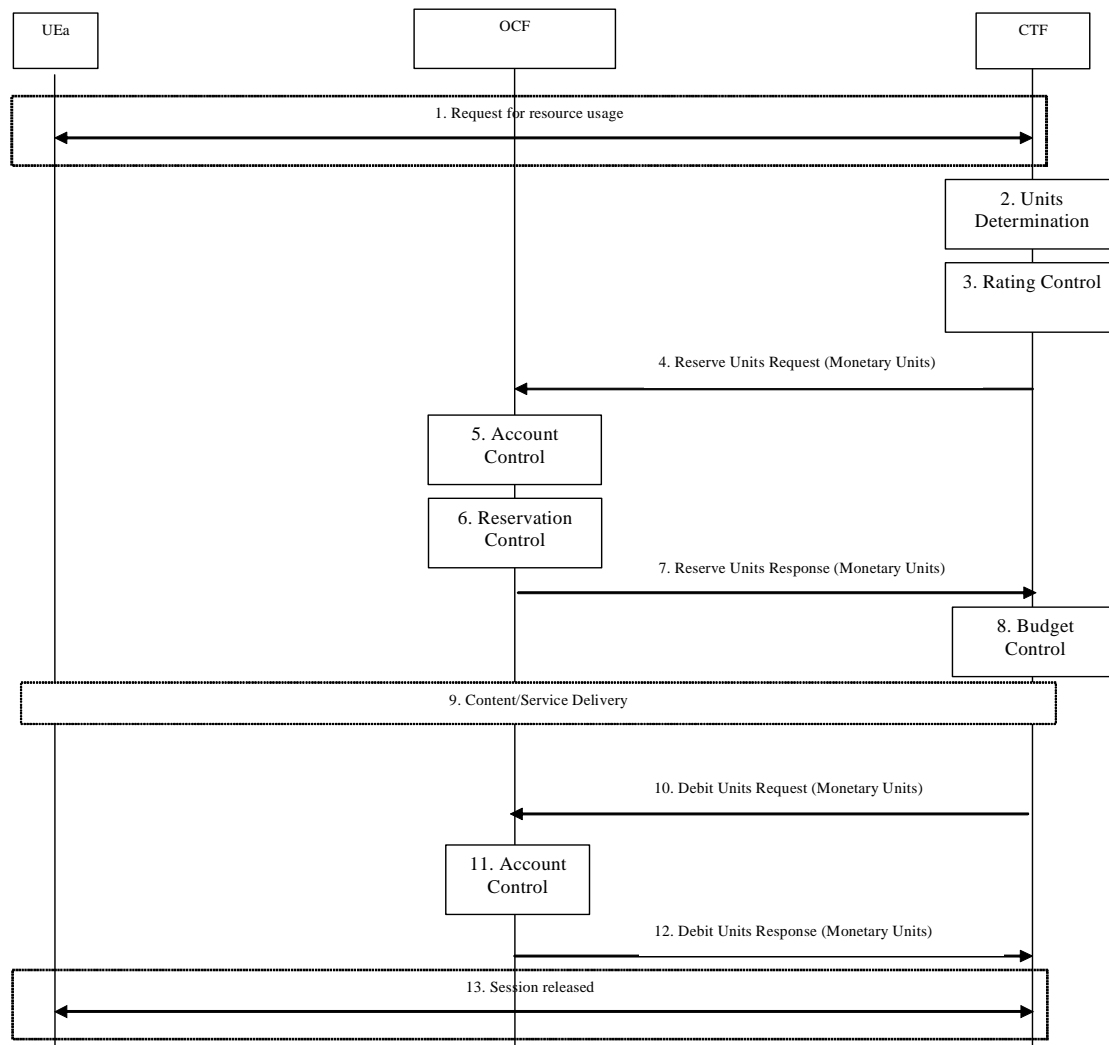 UEa
OCF
CTF
1. Request for resource usage
2. Units
Determination
3. Rating Control
4. Reserve Units Request (Monetary Units)
5. Account
Control
6. Reservation
Control
7. Reserve Units Response (Monetary Units)
8. Budget
Control
9. Content/Service Delivery
10. Debit Units Request (Monetary Units)
11. Account
Control
12. Debit Units Response (Monetary Units)
13. Session released